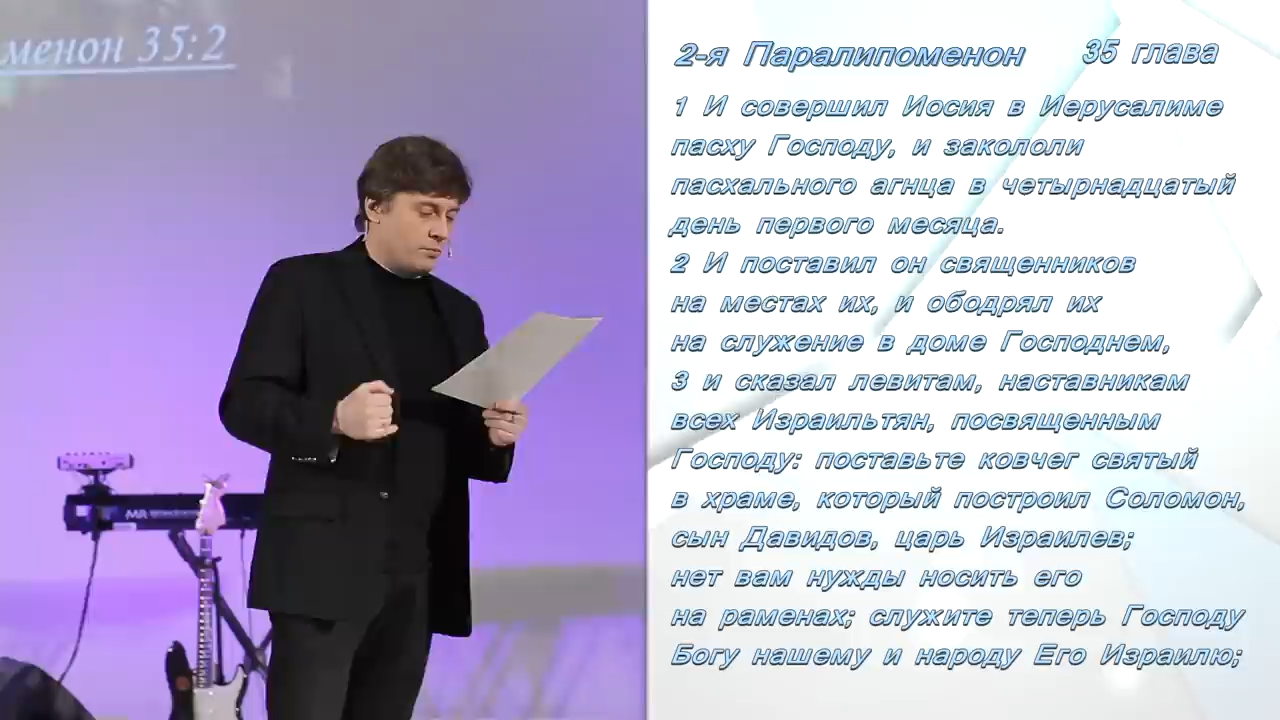 менон 35:2
2-я Паралипоменон 35 глава
1 И совершил Иосия в Иерусалиме
пасху Господу, и закололи
пасхального агнца в четырнадцатый
день первого месяца.
2 И поставил он священников
на местах их, и ободрял их
на служение в доме Господнем,
3 и сказал левитам, наставникам
всех Израильтян, посвященным
Господу: поставьте ковчег святый
в храме, который построил Соломон,
сын Давидов, царь Израилев;
нет вам нужды носить его
на раменах; служите теперь Господу
Богу нашему и народу Его Израилю;